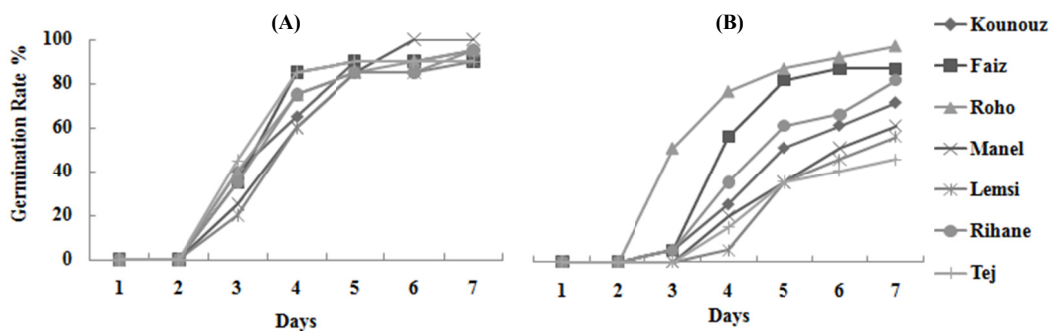 (A)
(B)
Germination Rate %
100
80
60
40
20
0
1 2 3 4 5 6 7
Days
1 2 3 4 5 6 7
Days
Kounouz
Faiz
Roho
Manel
Lemsi
Rihane
Tej